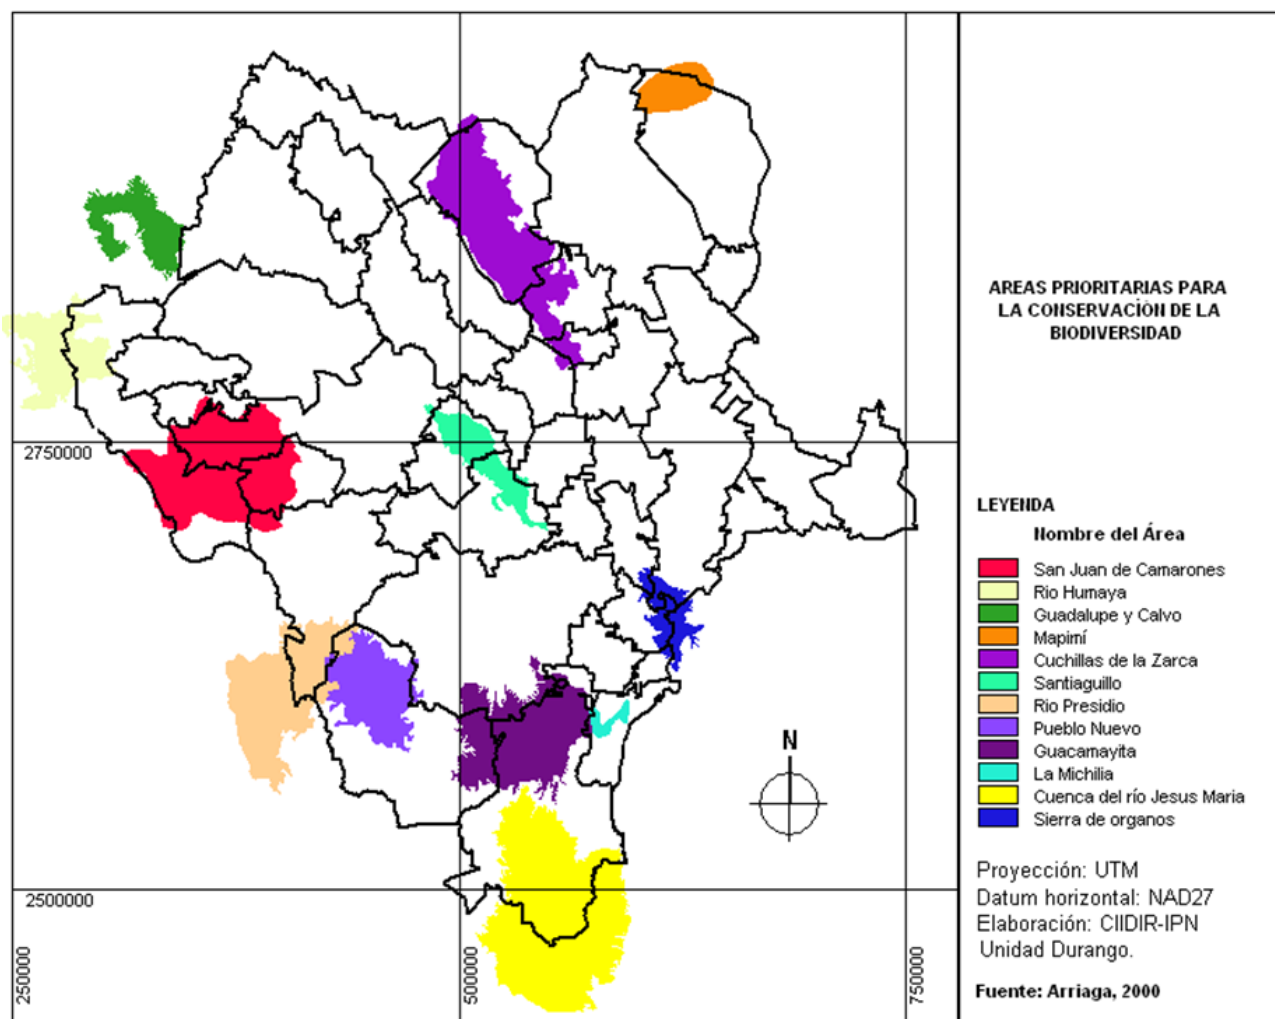 AREAS PRIORITARIAS PARA
LA CONSERVACIÒN DE LA
BIODIVERSIDAD
2750000
LEYENDA
Nombre del Área
San Juan de Camarones
Rio Humaya
Guadalupe y Calvo
Mapimí
Cuchillas de la Zarca
Santiaguillo
Rio Presidio
Pueblo Nuevo
Guacamayita
La Michilia
Cuenca del río Jesus Maria
Sierra de organos
N
2500000
Proyección: UTM
Datum horizontal: NAD27
Elaboración: CIIDIR-IPN
Unidad Durango.
Fuente: Arriaga, 2000
250000
500000
750000